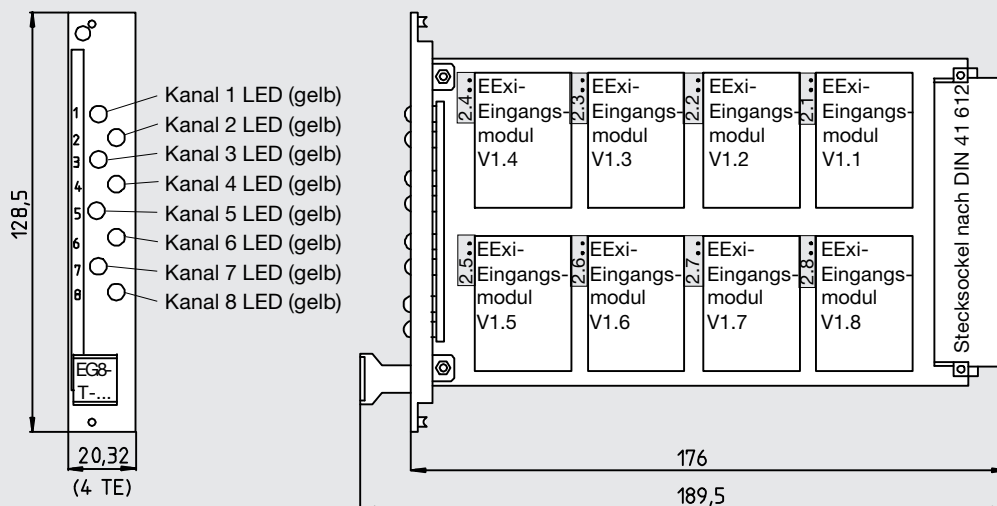 128,5
1
2
3
4
5
6
7
8
Kanal 1 LED (gelb)
Kanal 2 LED (gelb)
Kanal 3 LED (gelb)
Kanal 4 LED (gelb)
Kanal 5 LED (gelb)
Kanal 6 LED (gelb)
Kanal 7 LED (gelb)
Kanal 8 LED (gelb)
EG8-
T-...
20,32
(4 TE)
2.4
EExi-
Eingangs-
modul
V1.4
2.3
EExi-
Eingangs-
modul
V1.3
2.2
EExi-
Eingangs-
modul
V1.2
2.1
EExi-
Eingangs-
modul
V1.1
2.5
EExi-
Eingangs-
modul
V1.5
2.6
EExi-
Eingangs-
modul
V1.6
2.7
EExi-
Eingangs-
modul
V1.7
2.8
EExi-
Eingangs-
modul
V1.8
Stecksockel nach DIN 41 612
176
189,5